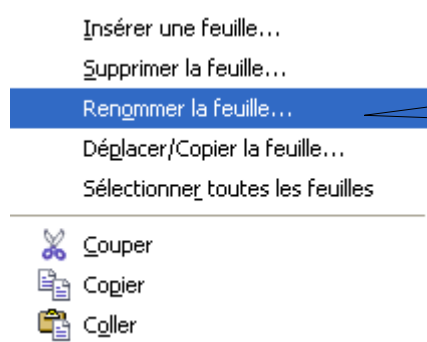 Insérer une feuille...
Supprimer la feuille...
Renommer la feuille...
Déplacer/Copier la feuille...
Sélectionner toutes les feuilles
Couper
Copier
Coller